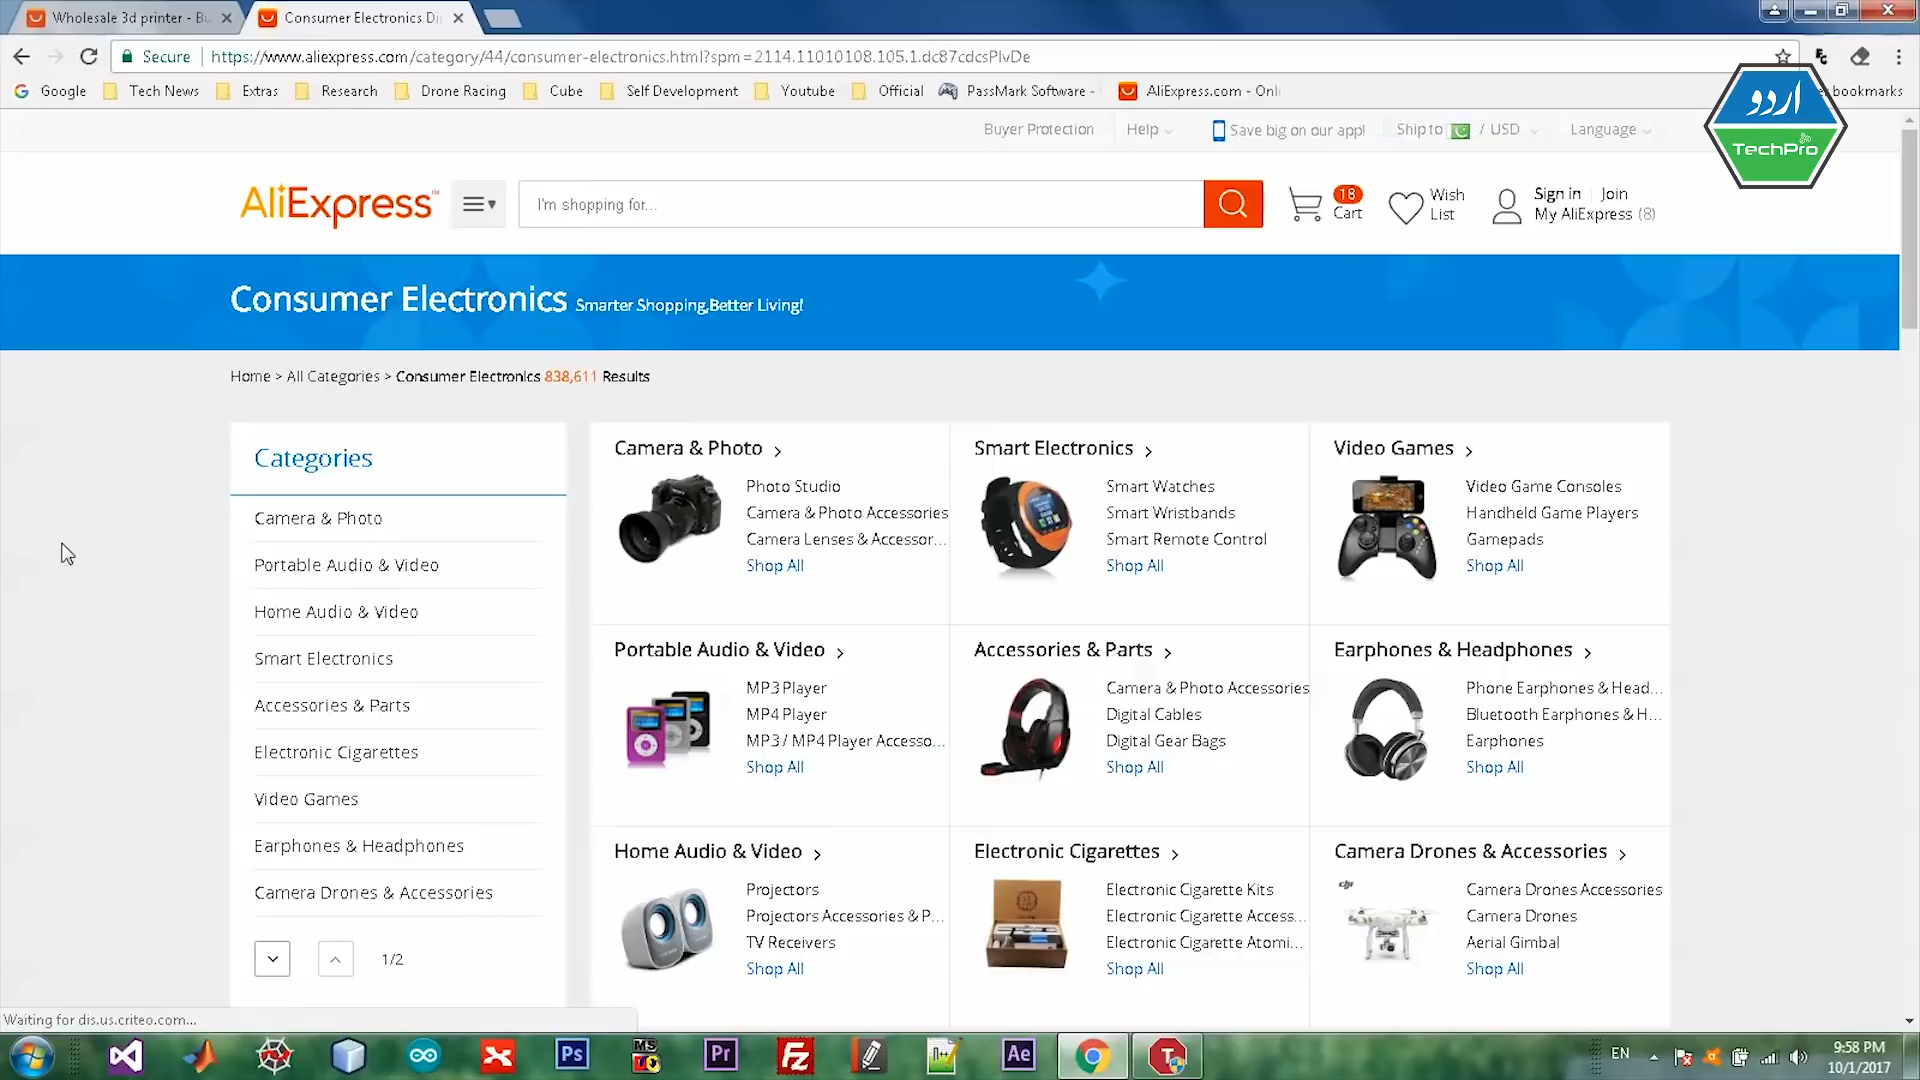 Wholesale 3d printer - Bu
Consumer Electronics Di
Secure
https://www.aliexpress.com/category/44/consumer-electronics.html?spm=2114.11010108.105.1.dc87cdcsPlvDe
Google
Tech News
Extras
Research
Drone Racing
Cube
Self Development
Youtube
Official
PassMark Software -
AliExpress.com - Onli
bookmarks
اردو
TechPro
Buyer Protection
Help
Save big on our app!
Ship to / USD
Language
AliExpress™
I'm shopping for...
18
Cart
Wish
List
Sign in
Join
My AliExpress (8)
Consumer Electronics Smarter Shopping,Better Living!
Home > All Categories > Consumer Electronics 838,611 Results
Categories
Camera & Photo
Portable Audio & Video
Home Audio & Video
Smart Electronics
Accessories & Parts
Electronic Cigarettes
Video Games
Earphones & Headphones
Camera Drones & Accessories
1/2
Camera & Photo >
Photo Studio
Camera & Photo Accessories
Camera Lenses & Accessor...
Shop All
Smart Electronics >
Smart Watches
Smart Wristbands
Smart Remote Control
Shop All
Video Games >
Video Game Consoles
Handheld Game Players
Gamepads
Shop All
Portable Audio & Video >
MP3 Player
MP4 Player
MP3 / MP4 Player Accesso...
Shop All
Accessories & Parts >
Camera & Photo Accessories
Digital Cables
Digital Gear Bags
Shop All
Earphones & Headphones >
Phone Earphones & Head...
Bluetooth Earphones & H...
Earphones
Shop All
Home Audio & Video >
Projectors
Projectors Accessories & P...
TV Receivers
Shop All
Electronic Cigarettes >
Electronic Cigarette Kits
Electronic Cigarette Access...
Electronic Cigarette Atomi...
Shop All
Camera Drones & Accessories >
dji
Camera Drones Accessories
Camera Drones
Aerial Gimbal
Shop All
Waiting for dis.us.criteo.com...
Ps
Pr
Fz
Ae
EN
9:58 PM
10/1/2017